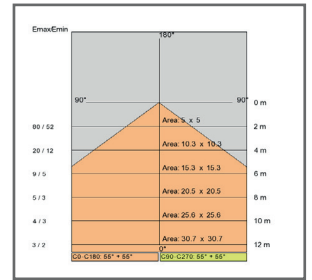 Emax/Emin
180°
90° 90° 0 m
Area: 5 x 5
80 / 52 2 m
Area: 10.3 x 10.3
20 / 12 4 m
Area: 15.3 x 15.3
9 / 5 6 m
Area: 20.5 x 20.5
5 / 3 8 m
Area: 25.6 x 25.6
4 / 3 10 m
Area: 30.7 x 30.7
3 / 2 12 m
0°
C0-C180: 55° + 55° C90-C270: 55° + 55°